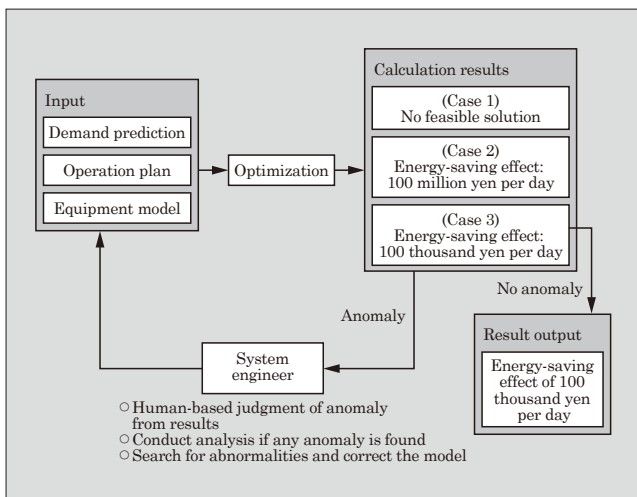 Input
Demand prediction
Operation plan
Equipment model
Optimization
Calculation results
(Case 1)
No feasible solution
(Case 2)
Energy-saving effect:
100 million yen per day
(Case 3)
Energy-saving effect:
100 thousand yen per day
No anomaly
Anomaly
Result output
Energy-saving
effect of 100
thousand yen
per day
System
engineer
○ Human-based judgment of anomaly
from results
○ Conduct analysis if any anomaly is found
○ Search for abnormalities and correct the model